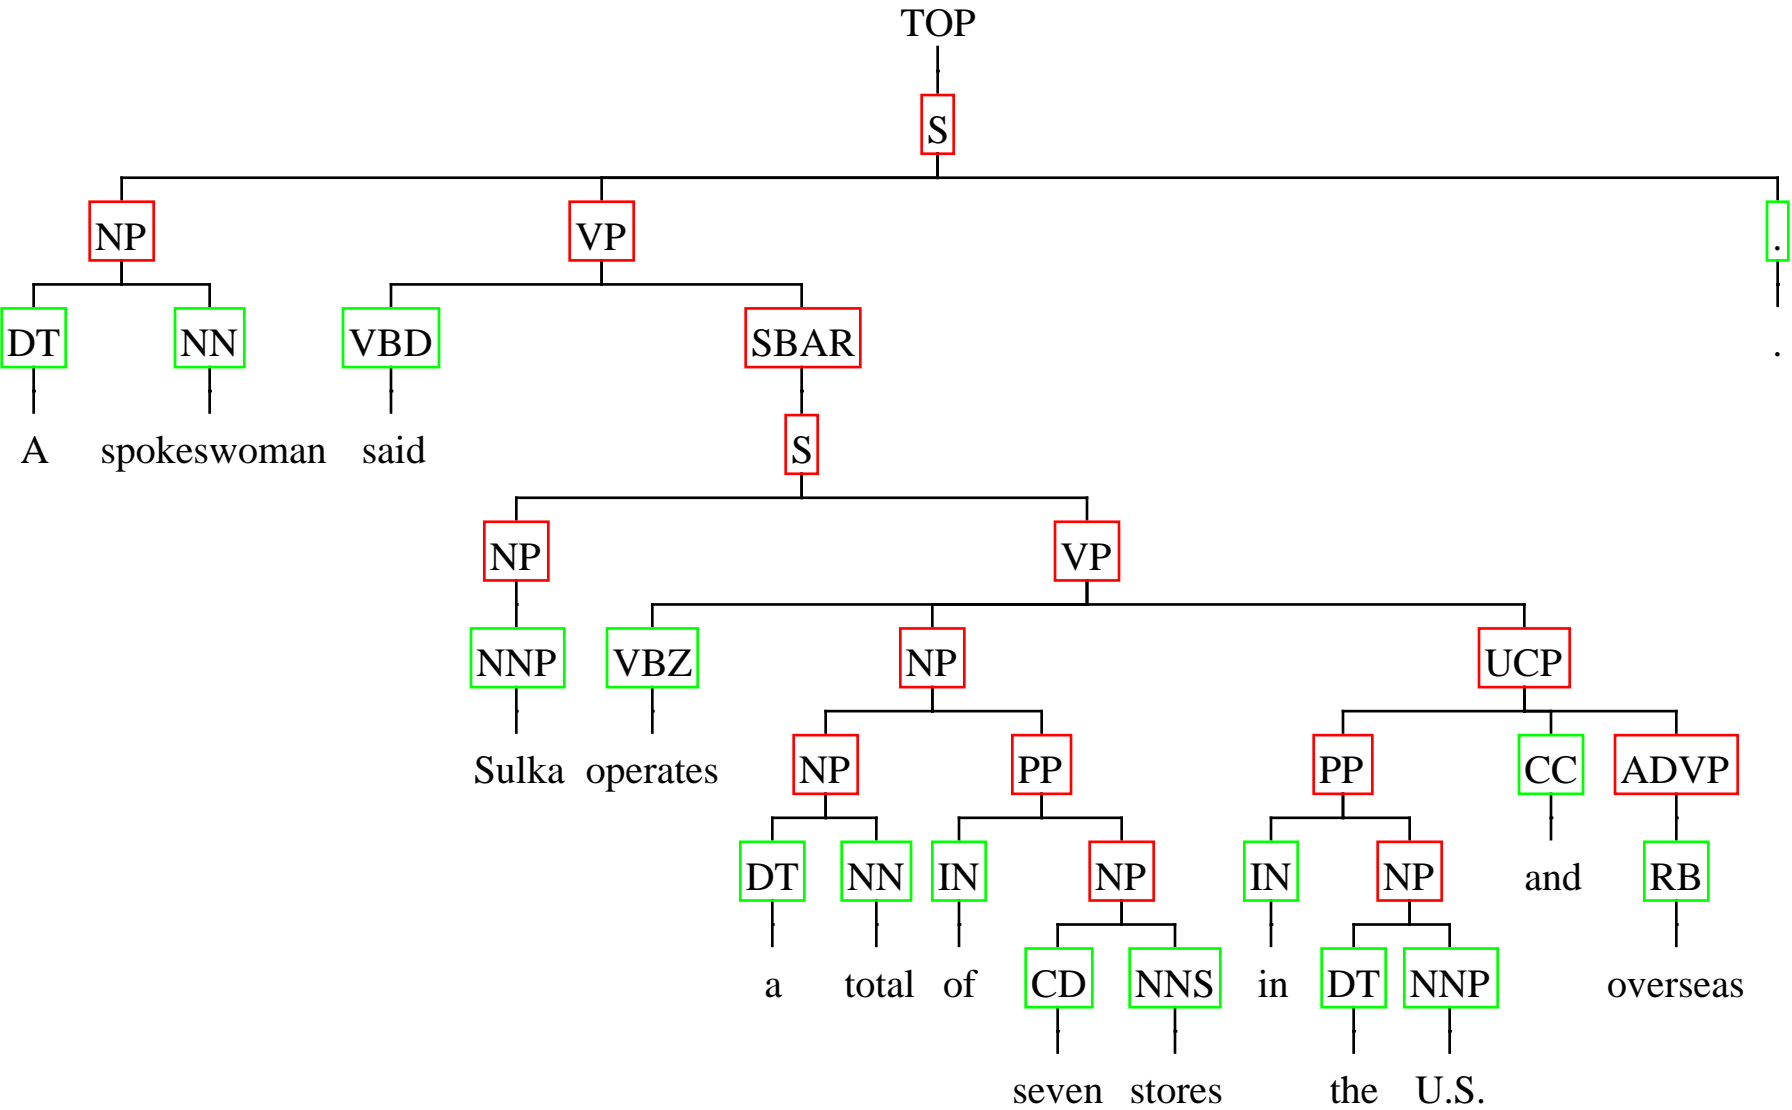 TOP
S
NP VP .
DT NN VBD SBAR .
A spokeswoman said S
NP VP
NNP VBZ NP UCP
Sulka operates NP PP PP CC ADVP
DT NN IN NP IN NP and RB
a total of CD NNS in DT NNP overseas
seven stores the U.S.